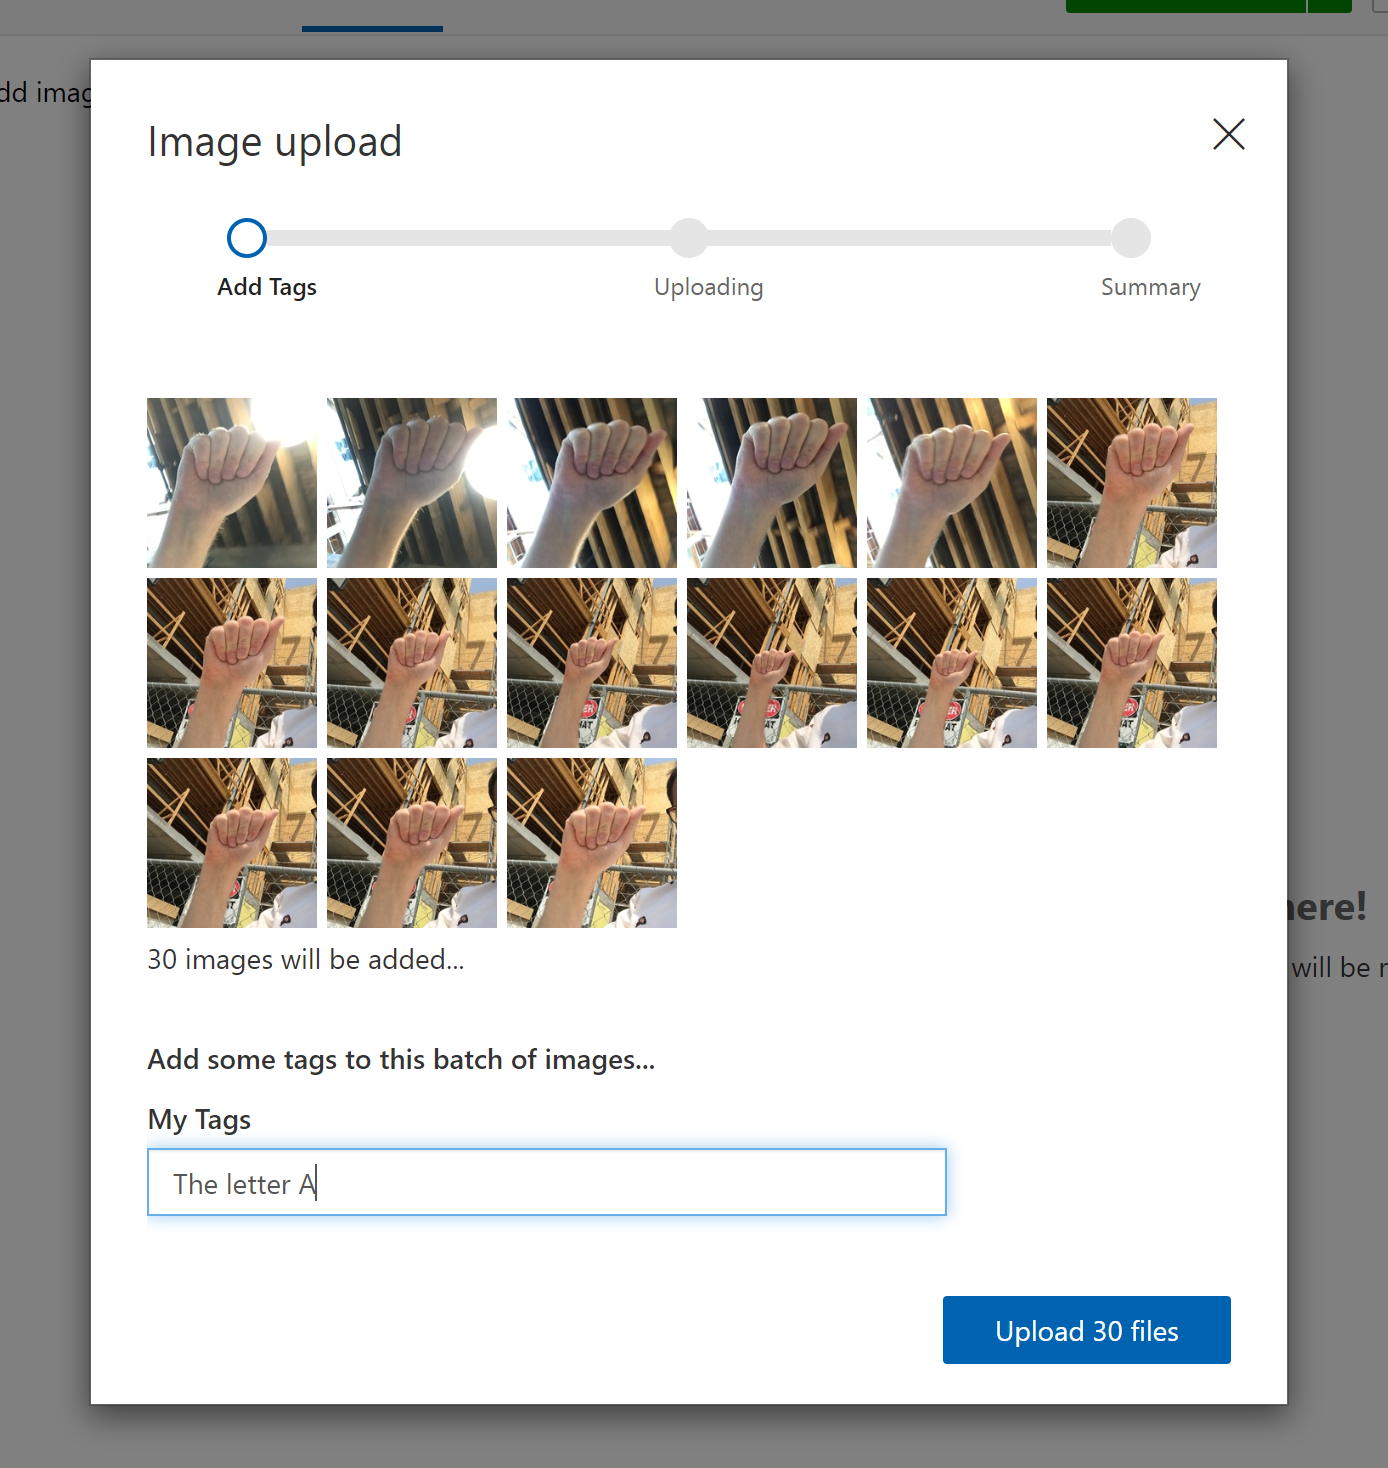 dd imag
Image upload
Add Tags
Uploading
Summary
30 images will be added...
Add some tags to this batch of images...
My Tags
The letter A
Upload 30 files
here!
will be r